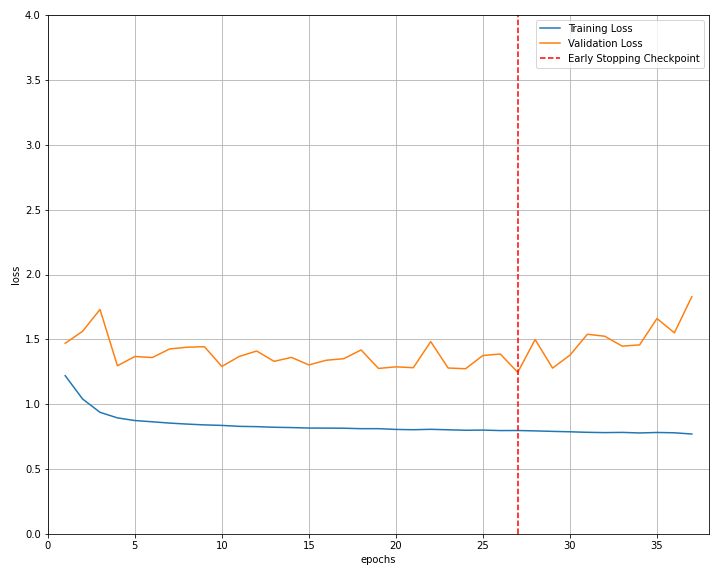 4.0
3.5
3.0
2.5
2.0
1.5
1.0
0.5
0.0
loss
0 5 10 15 20 25 30 35
epochs
Training Loss
Validation Loss
Early Stopping Checkpoint